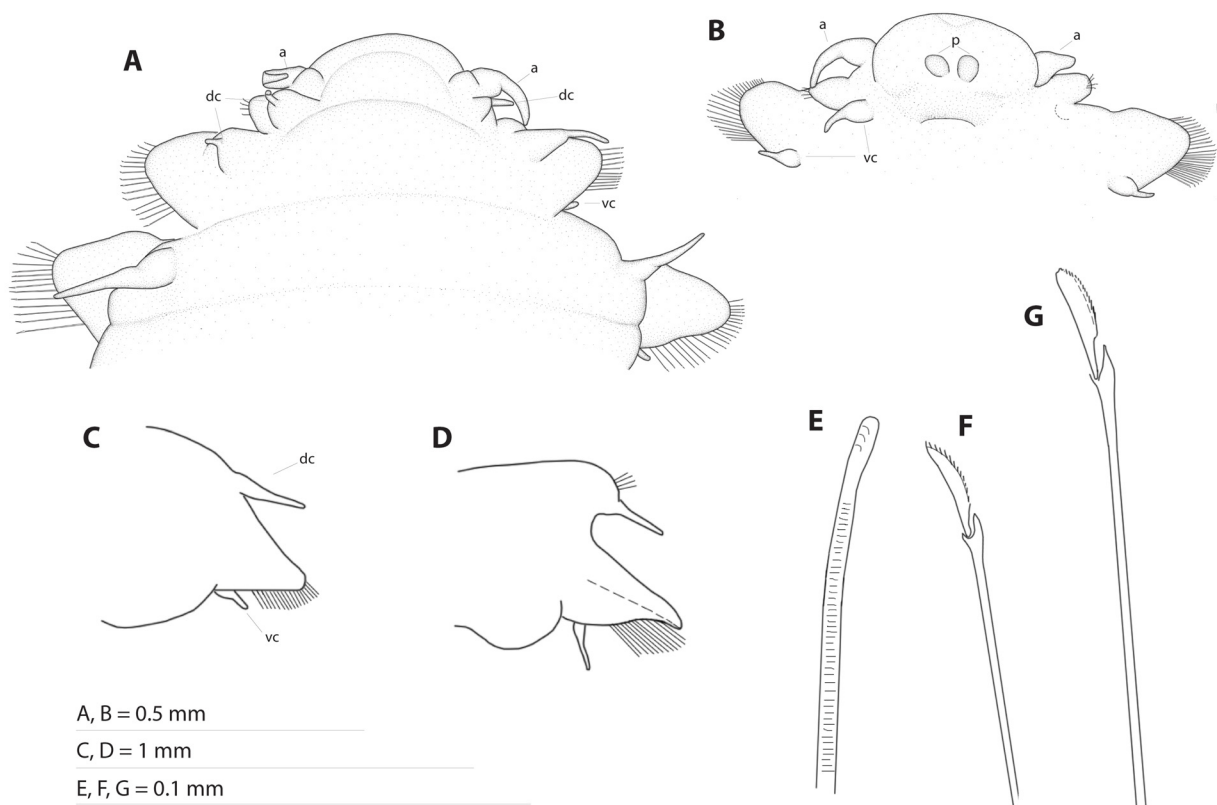 A
a
a
dc
dc
vc
B
a
p
a
vc
C
dc
vc
D
E
F
G
A, B = 0.5 mm
C, D = 1 mm
E, F, G = 0.1 mm